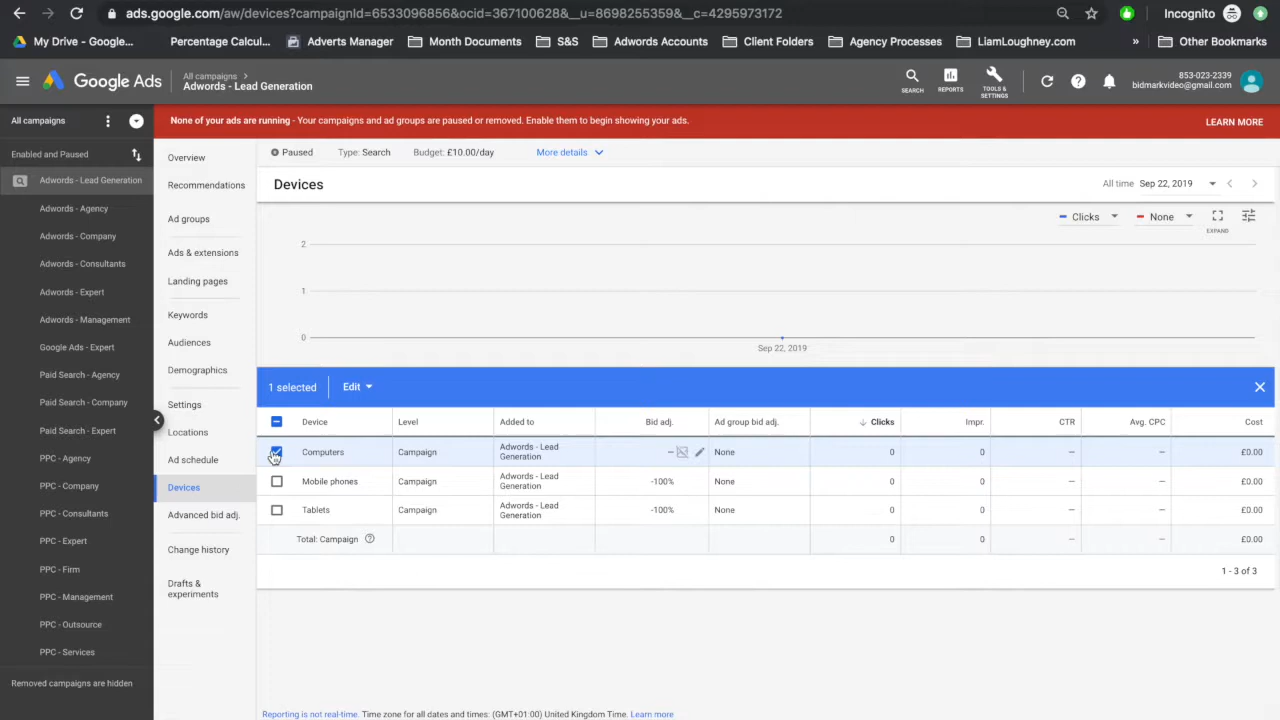 ads.google.com/aw/devices?campaignId=6533096856&ocid=367100628&__u=8698255359&__c=4295973172
Incognito
My Drive - Google...
Percentage Calcul...
Adverts Manager
Month Documents
S&S
Adwords Accounts
Client Folders
Agency Processes
LiamLoughney.com
»
Other Bookmarks
Google Ads
All campaigns >
Adwords - Lead Generation
SEARCH
REPORTS
TOOLS &
SETTINGS
853-023-2339
bidmarkvideo@gmail.com
All campaigns
None of your ads are running - Your campaigns and ad groups are paused or removed. Enable them to begin showing your ads.
LEARN MORE
Enabled and Paused
Adwords - Lead Generation
Adwords - Agency
Adwords - Company
Adwords - Consultants
Adwords - Expert
Adwords - Management
Google Ads - Expert
Paid Search - Agency
Paid Search - Company
Paid Search - Expert
PPC - Agency
PPC - Company
PPC - Consultants
PPC - Expert
PPC - Firm
PPC - Management
PPC - Outsource
PPC - Services
Removed campaigns are hidden
Overview
Recommendations
Ad groups
Ads & extensions
Landing pages
Keywords
Audiences
Demographics
Settings
Locations
Ad schedule
Devices
Advanced bid adj.
Change history
Drafts &
experiments
Paused Type: Search Budget: £10.00/day More details
Devices
All time Sep 22, 2019
Clicks None
EXPAND
2
1
0
Sep 22, 2019
1 selected Edit
Device Level Added to Bid adj. Ad group bid adj. Clicks Impr. CTR Avg. CPC Cost
Computers Campaign Adwords - Lead
Generation – None 0 0 — — £0.00
Mobile phones Campaign Adwords - Lead
Generation -100% None 0 0 — — £0.00
Tablets Campaign Adwords - Lead
Generation -100% None 0 0 — — £0.00
Total: Campaign 0 0 — — £0.00
1 - 3 of 3
Reporting is not real-time. Time zone for all dates and times: (GMT+01:00) United Kingdom Time. Learn more